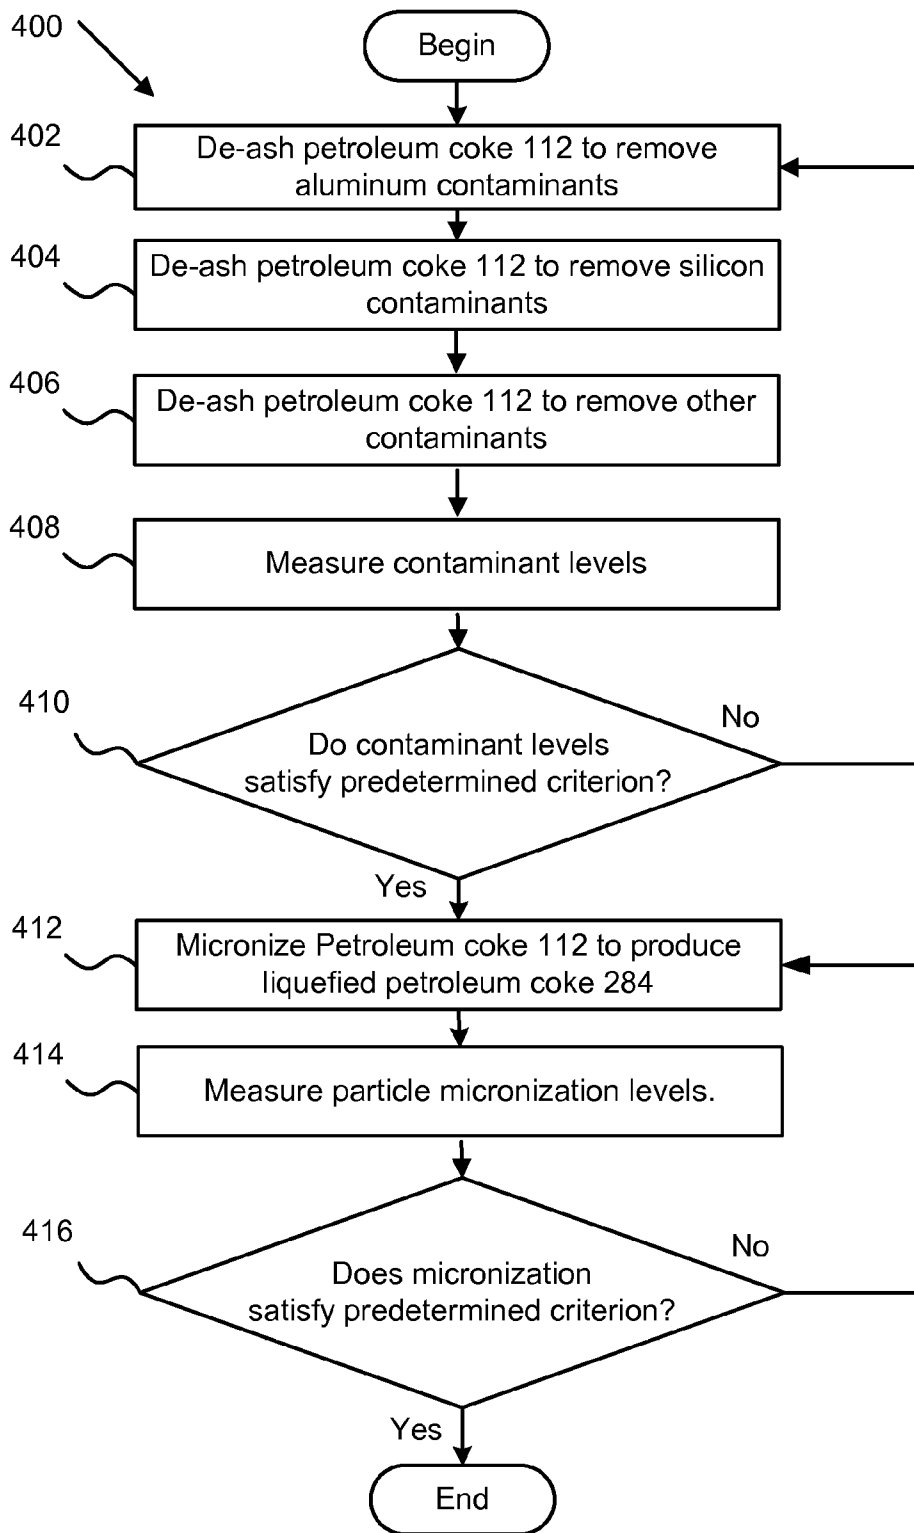 400
Begin
402
De-ash petroleum coke 112 to remove
aluminum contaminants
404
De-ash petroleum coke 112 to remove silicon
contaminants
406
De-ash petroleum coke 112 to remove other
contaminants
408
Measure contaminant levels
410
Do contaminant levels
satisfy predetermined criterion?
No
Yes
412
Micronize Petroleum coke 112 to produce
liquefied petroleum coke 284
414
Measure particle micronization levels.
416
Does micronization
satisfy predetermined criterion?
No
Yes
End